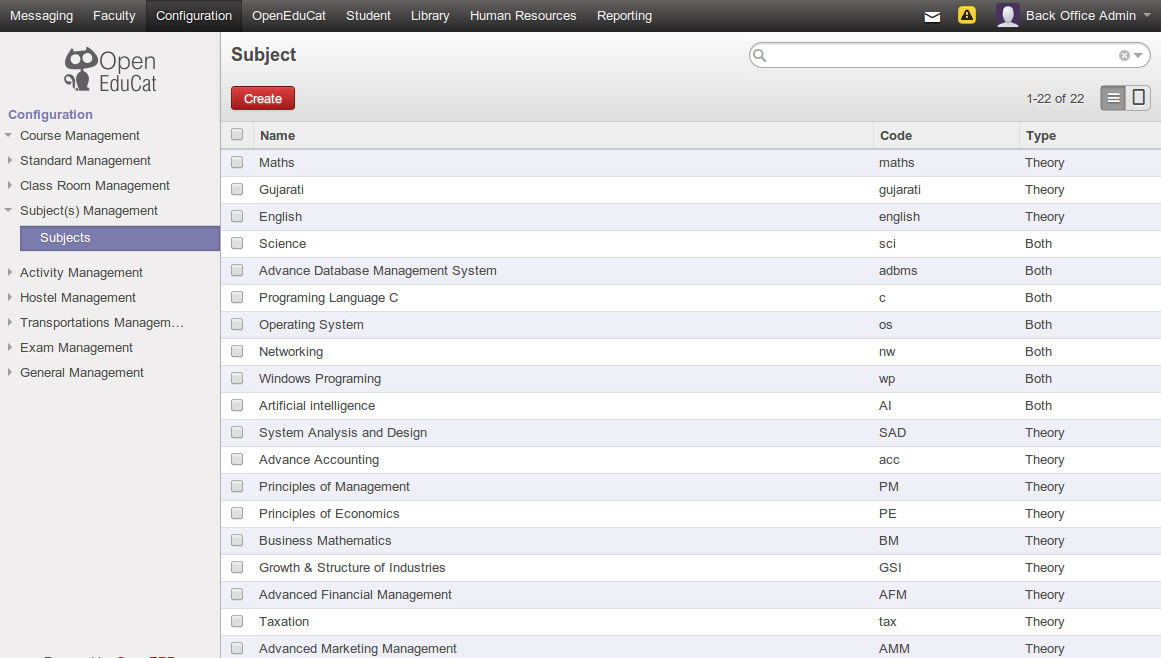 Messaging Faculty Configuration OpenEduCat Student Library Human Resources Reporting Back Office Admin
Open
EduCat
Configuration
Course Management
Standard Management
Class Room Management
Subject(s) Management
Subjects
Activity Management
Hostel Management
Transportations Managem…
Exam Management
General Management
Subject
Create 1-22 of 22
Name Code Type
Maths maths Theory
Gujarati gujarati Theory
English english Theory
Science sci Both
Advance Database Management System adbms Both
Programing Language C c Both
Operating System os Both
Networking nw Both
Windows Programing wp Both
Artificial intelligence AI Both
System Analysis and Design SAD Theory
Advance Accounting acc Theory
Principles of Management PM Theory
Principles of Economics PE Theory
Business Mathematics BM Theory
Growth & Structure of Industries GSI Theory
Advanced Financial Management AFM Theory
Taxation tax Theory
Advanced Marketing Management AMM Theory